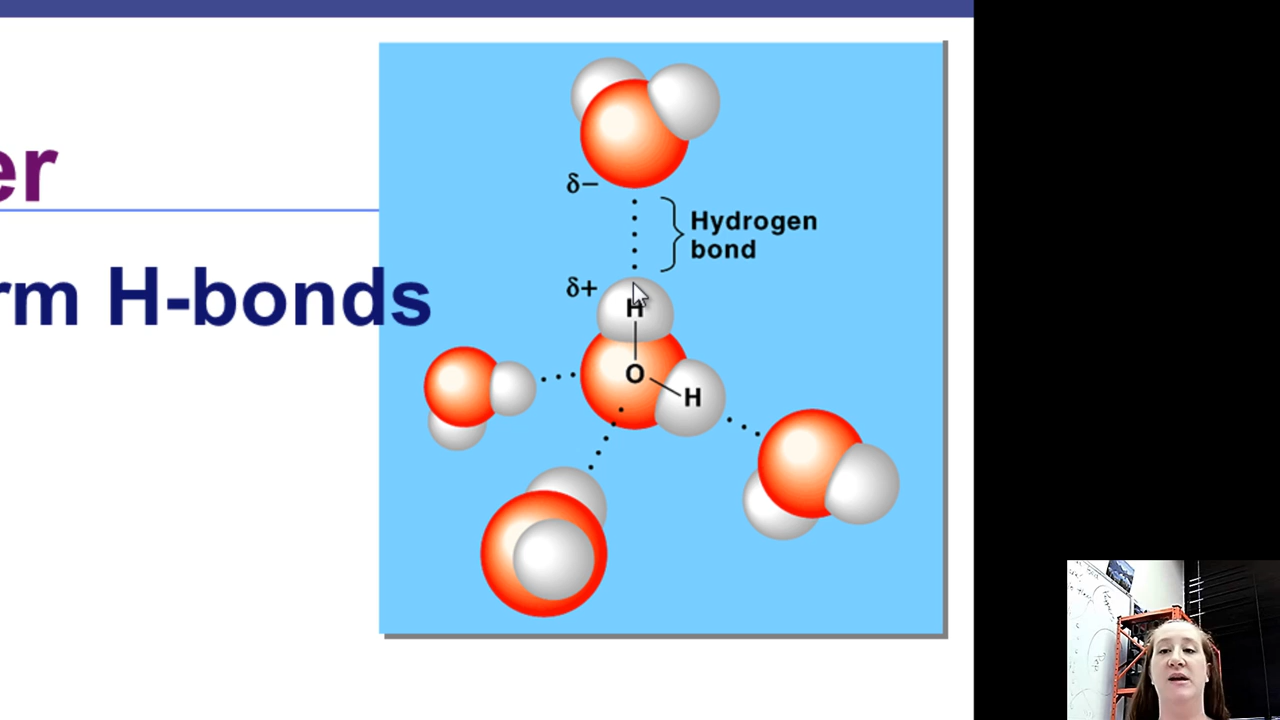 er
rm H-bonds
δ−
Hydrogen
bond
δ+
H
O
H